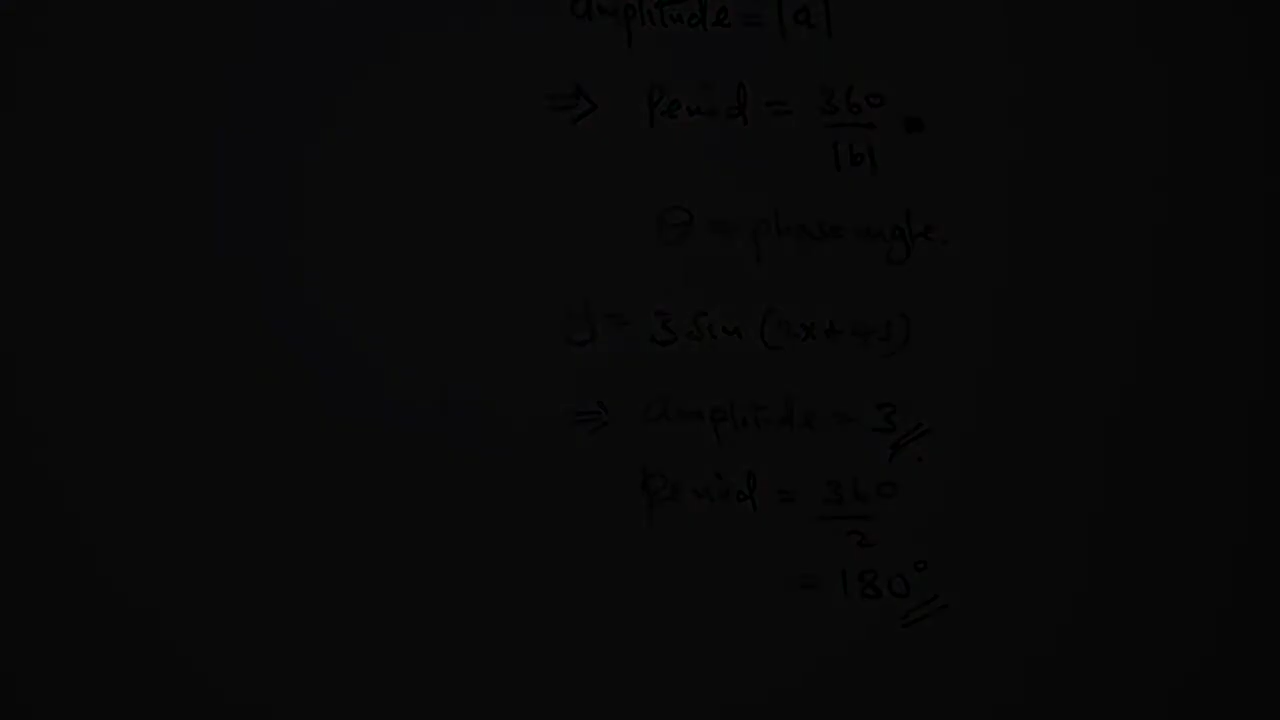 Amplitude = |a|
⇒ Period = 360 / |b|
θ = phase angle.
y = 3 sin (2x + 45)
⇒ amplitude = 3
Period = 360 / 2
= 180°